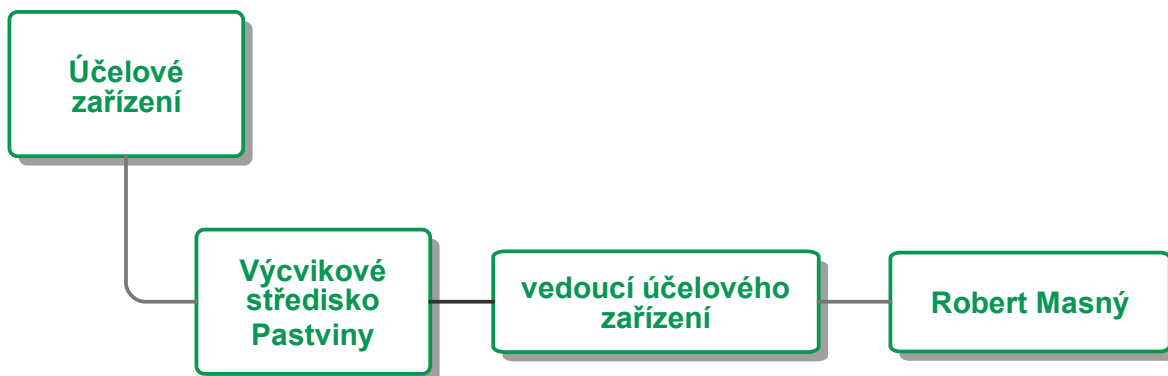 Účelové
zařízení
Výcvikové
středisko
Pastviny
vedoucí účelového
zařízení
Robert Masný